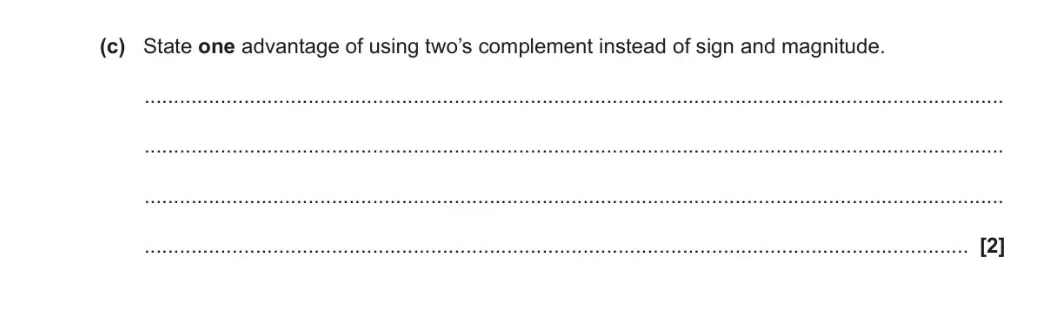 (c) State one advantage of using two's complement instead of sign and magnitude.
[2]